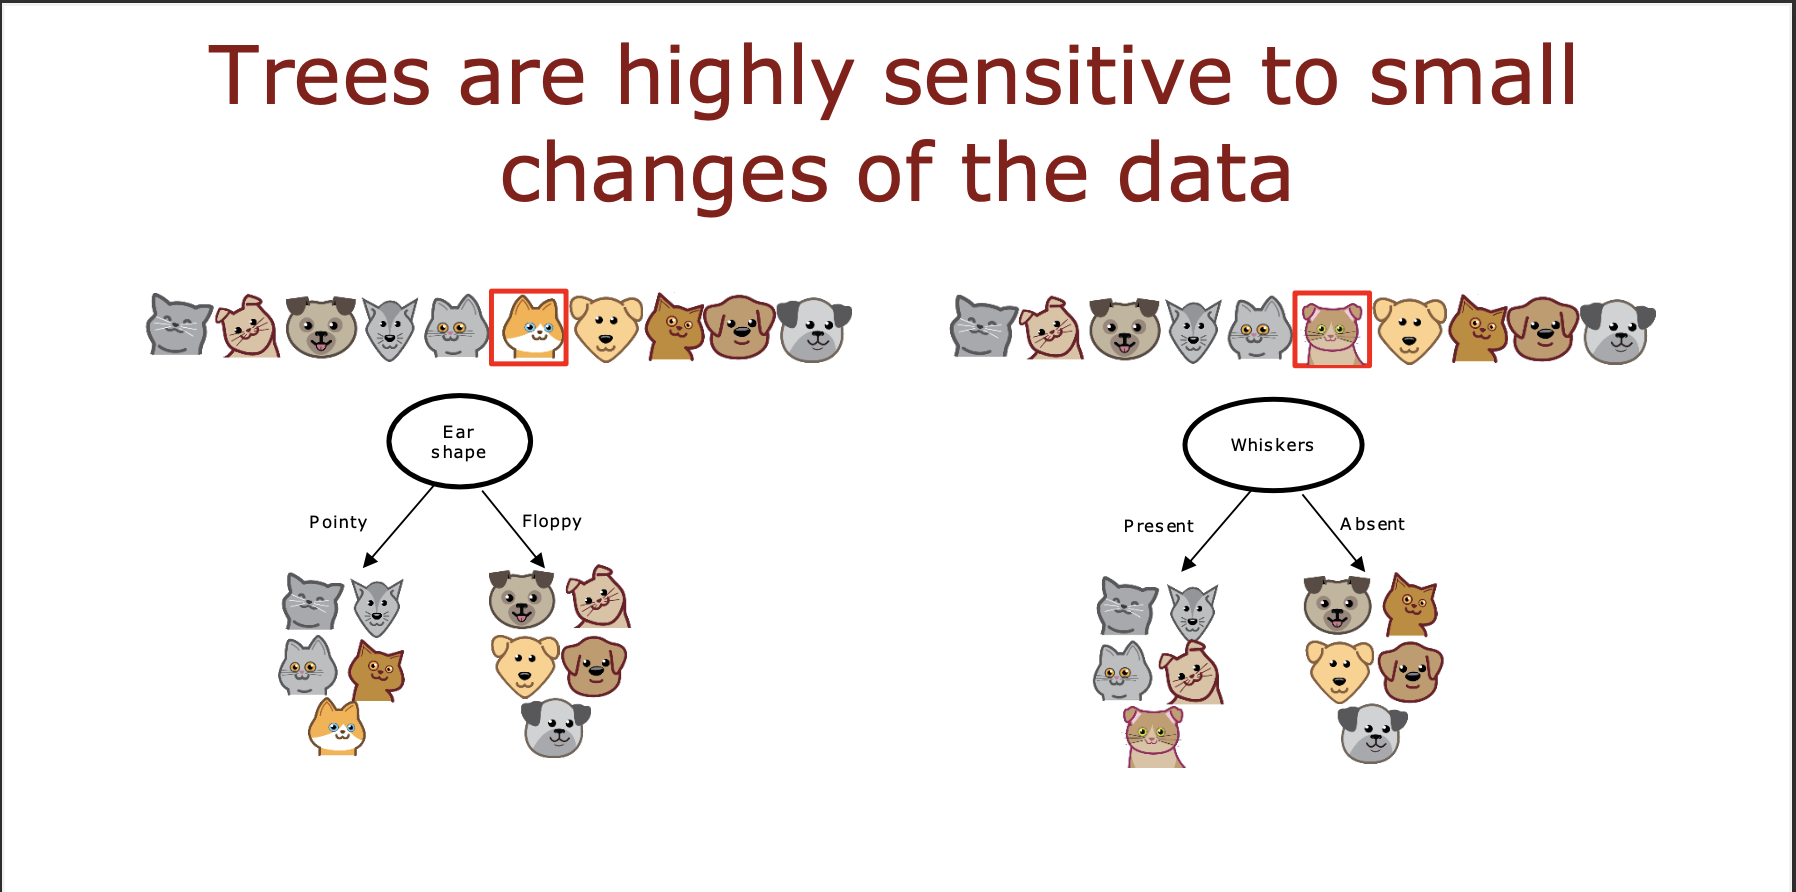 Trees are highly sensitive to small
changes of the data
Ear
shape
Pointy
Floppy
Whiskers
Present
Absent